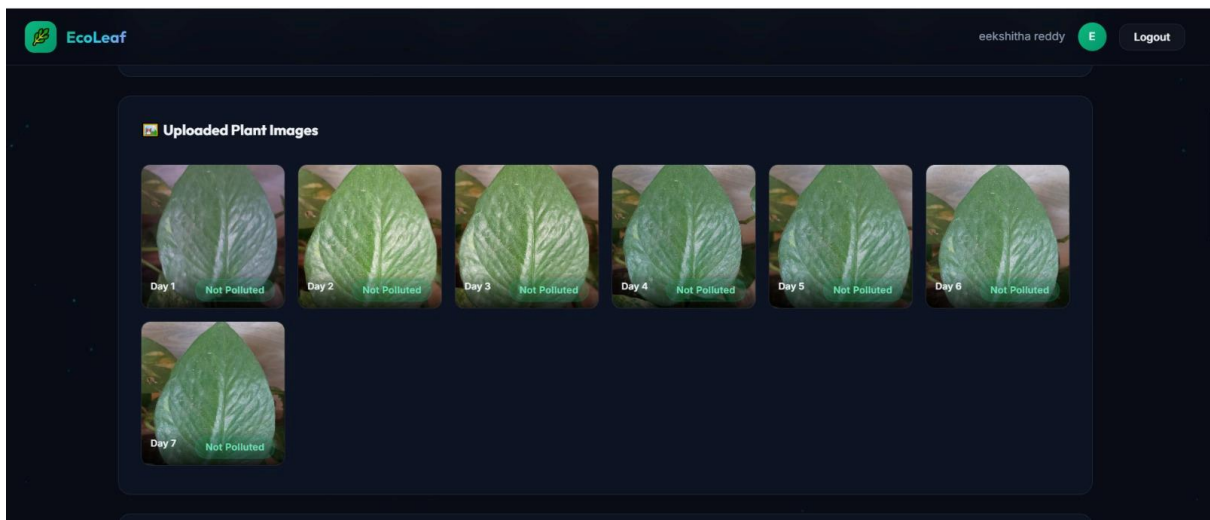 EcoLeaf
eekshitha reddy E Logout
🖼️ Uploaded Plant Images
Day 1 Not Polluted
Day 2 Not Polluted
Day 3 Not Polluted
Day 4 Not Polluted
Day 5 Not Polluted
Day 6 Not Polluted
Day 7 Not Polluted